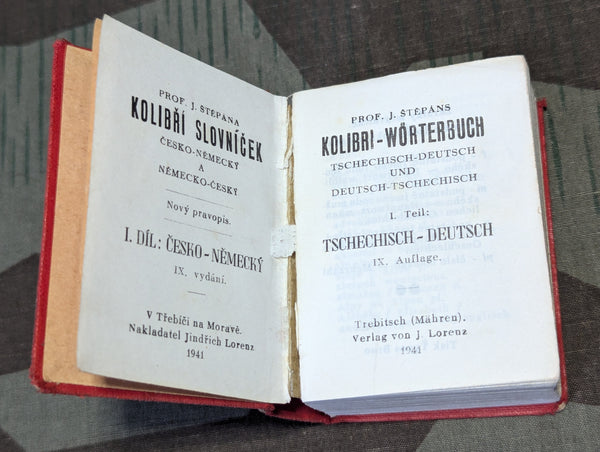 PROF. J. ŠTĚPÁNA
KOLIBŘÍ SLOVNÍČEK
ČESKO-NĚMECKÝ
A
NĚMECKO-ČESKÝ
Nový pravopis.
I. DÍL: ČESKO - NĚMECKÝ
IX. vydání.
V Třebíči na Moravě.
Nakladatel Jindřich Lorenz
1941
PROF. J. ŠTĚPÁNS
KOLIBRI-WÖRTERBUCH
TSCHECHISCH-DEUTSCH
UND
DEUTSCH-TSCHECHISCH
I. Teil:
TSCHECHISCH - DEUTSCH
IX. Auflage.
Trebitsch (Mähren).
Verlag von J. Lorenz
1941